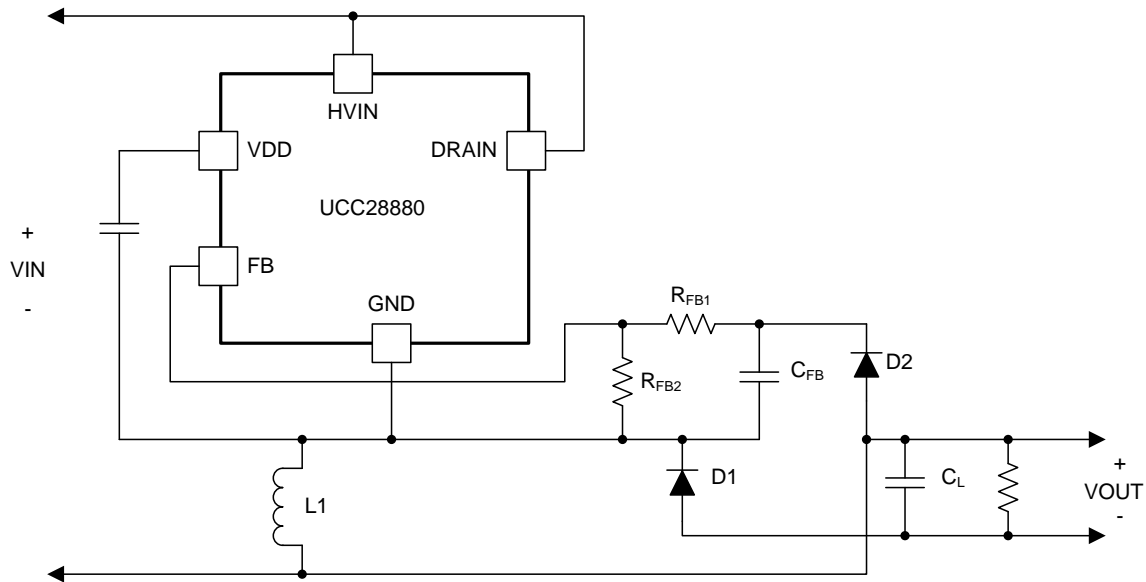 HVIN
VDD
DRAIN
UCC28880
+
VIN
-
FB
GND
RFB1
RFB2
CFB
D2
D1
CL
+
VOUT
-
L1